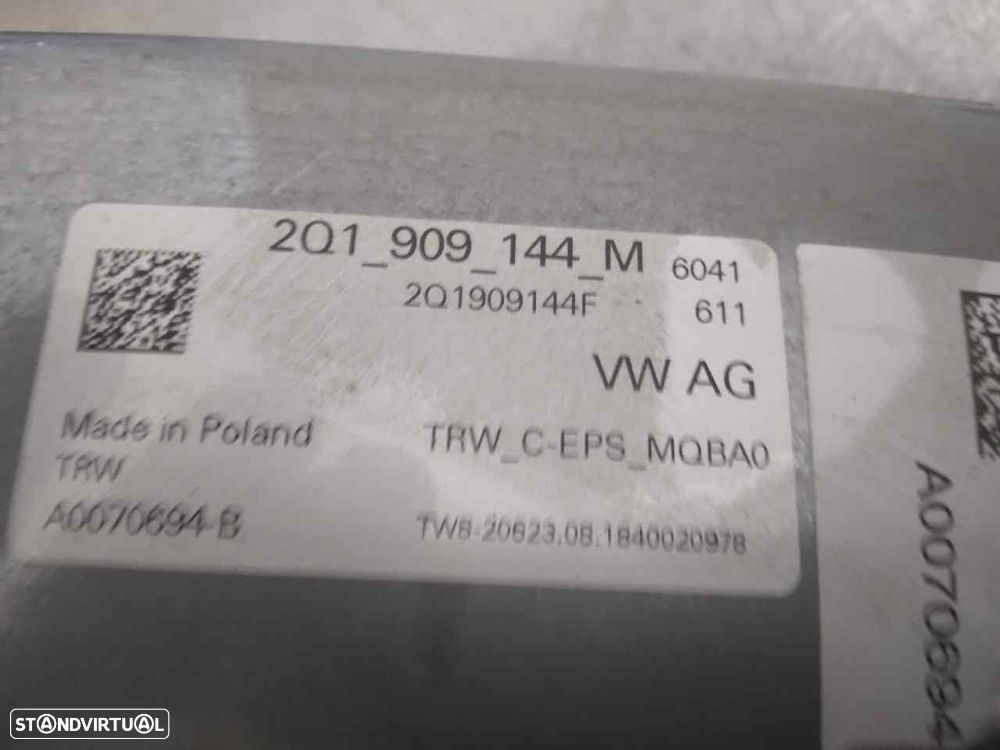 2Q1_909_144_M 6041
2Q1909144F 611
VW AG
Made in Poland TRW_C-EPS_MQBA0
TRW
A0070694-B TW8-20623.08.1840020978
A0070694
STANDVIRTUAL